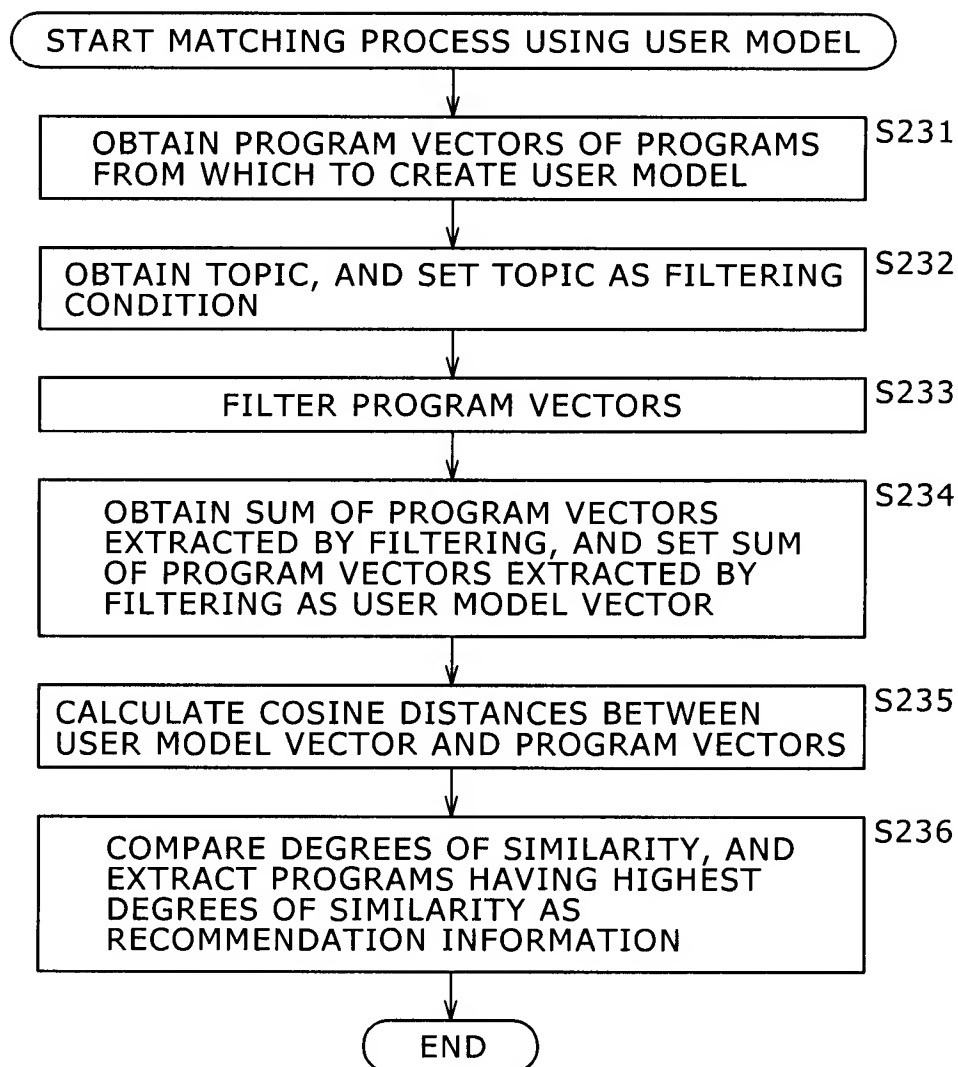 START MATCHING PROCESS USING USER MODEL
S231
OBTAIN PROGRAM VECTORS OF PROGRAMS
FROM WHICH TO CREATE USER MODEL
S232
OBTAIN TOPIC, AND SET TOPIC AS FILTERING
CONDITION
S233
FILTER PROGRAM VECTORS
S234
OBTAIN SUM OF PROGRAM VECTORS
EXTRACTED BY FILTERING, AND SET SUM
OF PROGRAM VECTORS EXTRACTED BY
FILTERING AS USER MODEL VECTOR
S235
CALCULATE COSINE DISTANCES BETWEEN
USER MODEL VECTOR AND PROGRAM VECTORS
S236
COMPARE DEGREES OF SIMILARITY, AND
EXTRACT PROGRAMS HAVING HIGHEST
DEGREES OF SIMILARITY AS
RECOMMENDATION INFORMATION
END